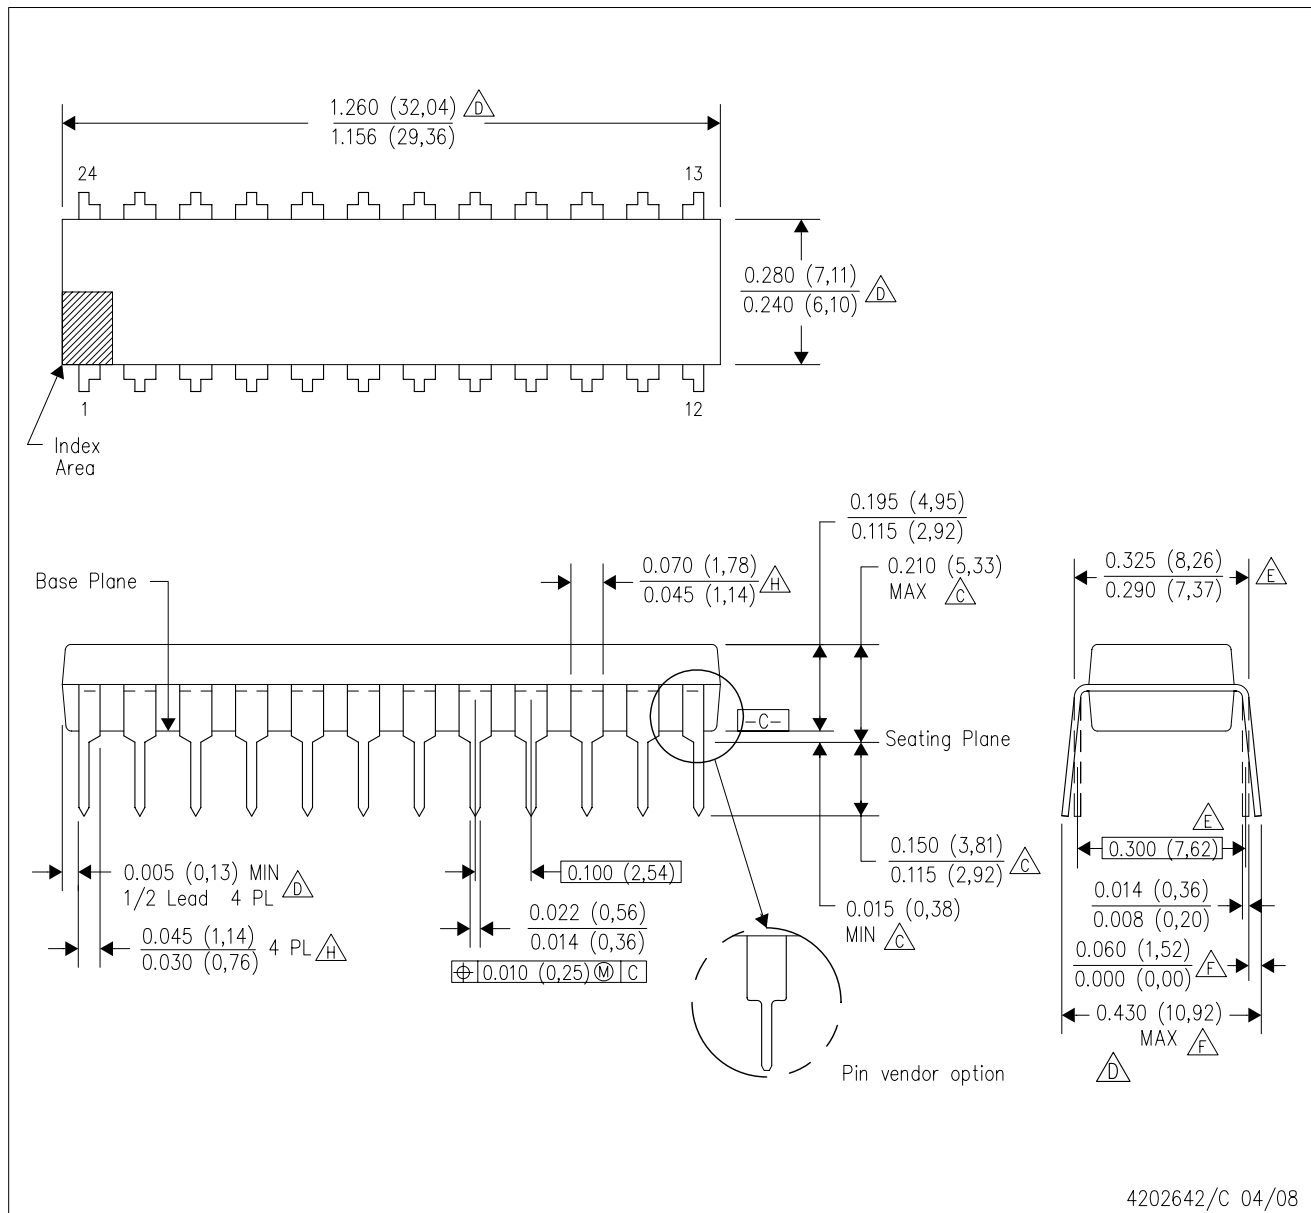 1.260 (32,04) D
1.156 (29,36)
24
13
0.280 (7,11)
0.240 (6,10) D
1
12
Index
Area
0.195 (4,95)
0.115 (2,92)
0.210 (5,33)
MAX C
0.070 (1,78)
0.045 (1,14) H
0.325 (8,26)
0.290 (7,37) E
Base Plane
-C-
Seating Plane
0.005 (0,13) MIN
1/2 Lead 4 PL D
0.100 (2,54)
0.150 (3,81)
0.115 (2,92) C
E
0.300 (7,62)
0.045 (1,14)
0.030 (0,76) 4 PL H
0.022 (0,56)
0.014 (0,36)
⌖ 0.010 (0,25) Ⓜ C
0.015 (0,38)
MIN C
0.014 (0,36)
0.008 (0,20)
0.060 (1,52)
0.000 (0,00) F
0.430 (10,92)
MAX F
D
Pin vendor option
4202642/C 04/08